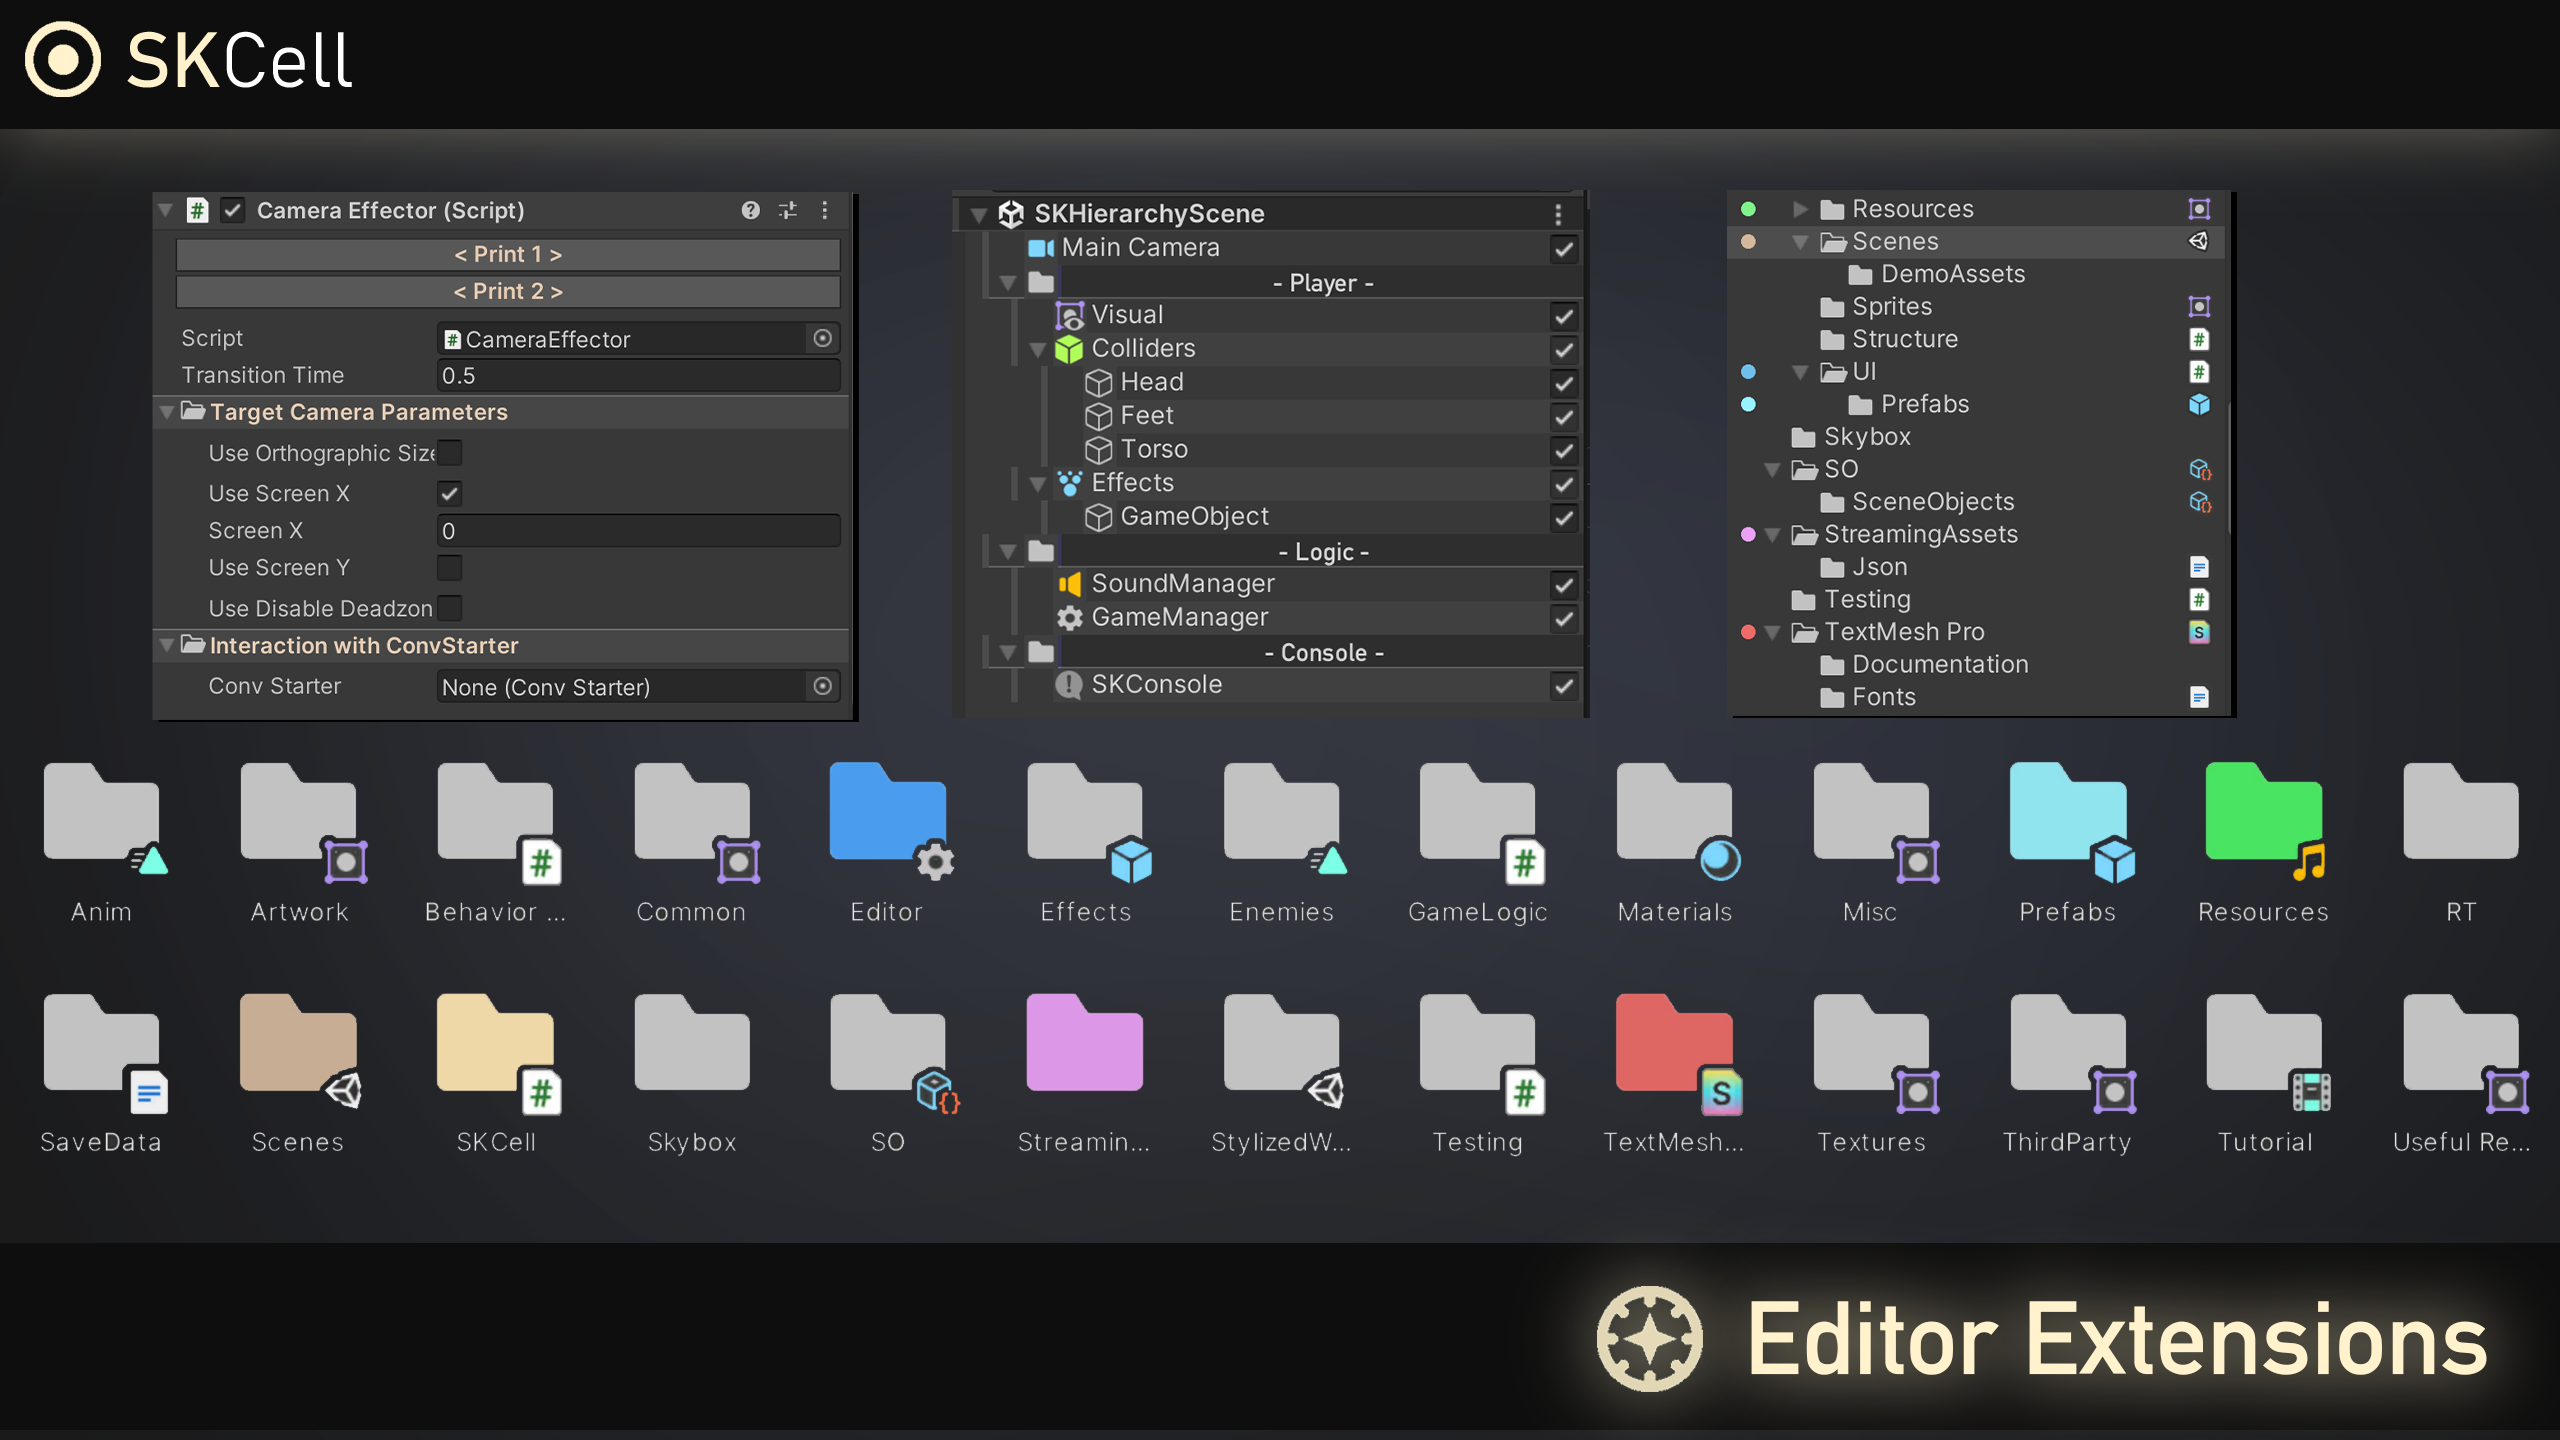 SKCell
Camera Effector (Script)
< Print 1 >
< Print 2 >
Script
CameraEffector
Transition Time
0.5
Target Camera Parameters
Use Orthographic Size
Use Screen X
Screen X
0
Use Screen Y
Use Disable Deadzon
Interaction with ConvStarter
Conv Starter
None (Conv Starter)
SKHierarchyScene
Main Camera
- Player -
Visual
Colliders
Head
Feet
Torso
Effects
GameObject
- Logic -
SoundManager
GameManager
- Console -
SKConsole
Resources
Scenes
DemoAssets
Sprites
Structure
UI
Prefabs
Skybox
SO
SceneObjects
StreamingAssets
Json
Testing
TextMesh Pro
Documentation
Fonts
Anim
Artwork
Behavior ...
Common
Editor
Effects
Enemies
GameLogic
Materials
Misc
Prefabs
Resources
RT
SaveData
Scenes
SKCell
Skybox
SO
Streamin...
StylizedW...
Testing
TextMesh...
Textures
ThirdParty
Tutorial
Useful Re...
Editor Extensions